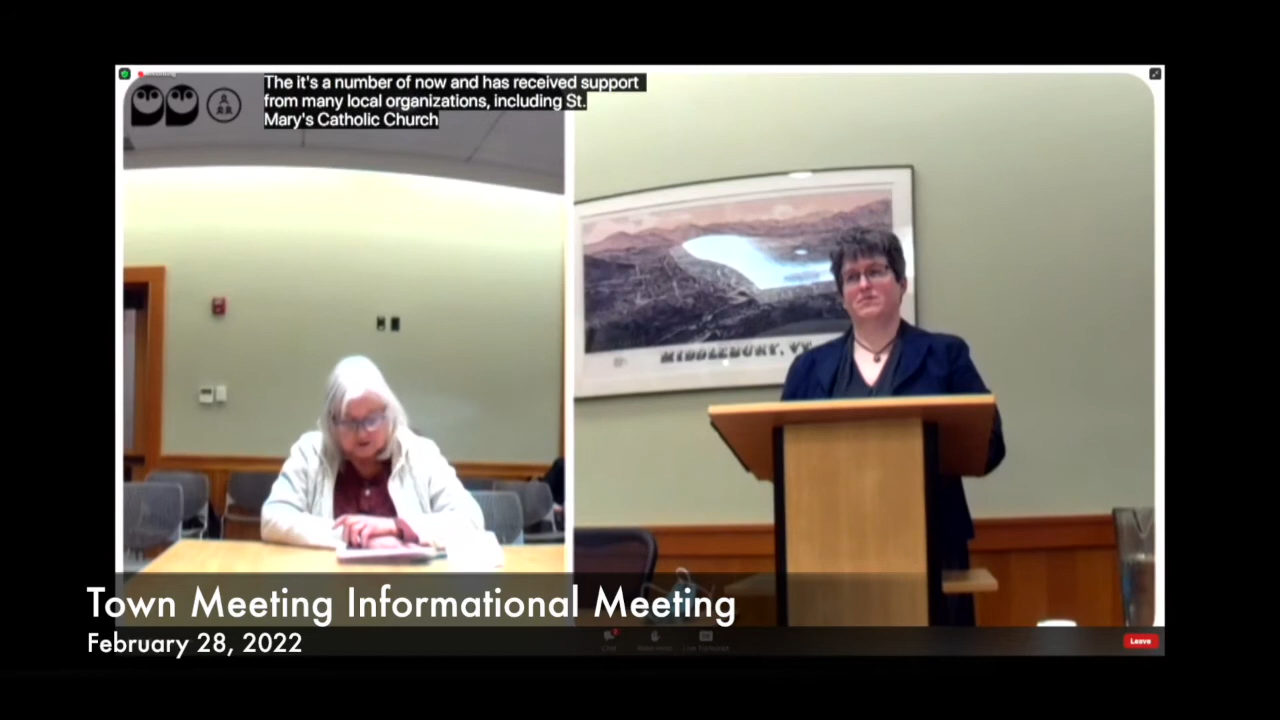 The it's a number of now and has received support
from many local organizations, including St.
Mary's Catholic Church
MIDDLEBURY, VT.
Town Meeting Informational Meeting
February 28, 2022
Leave